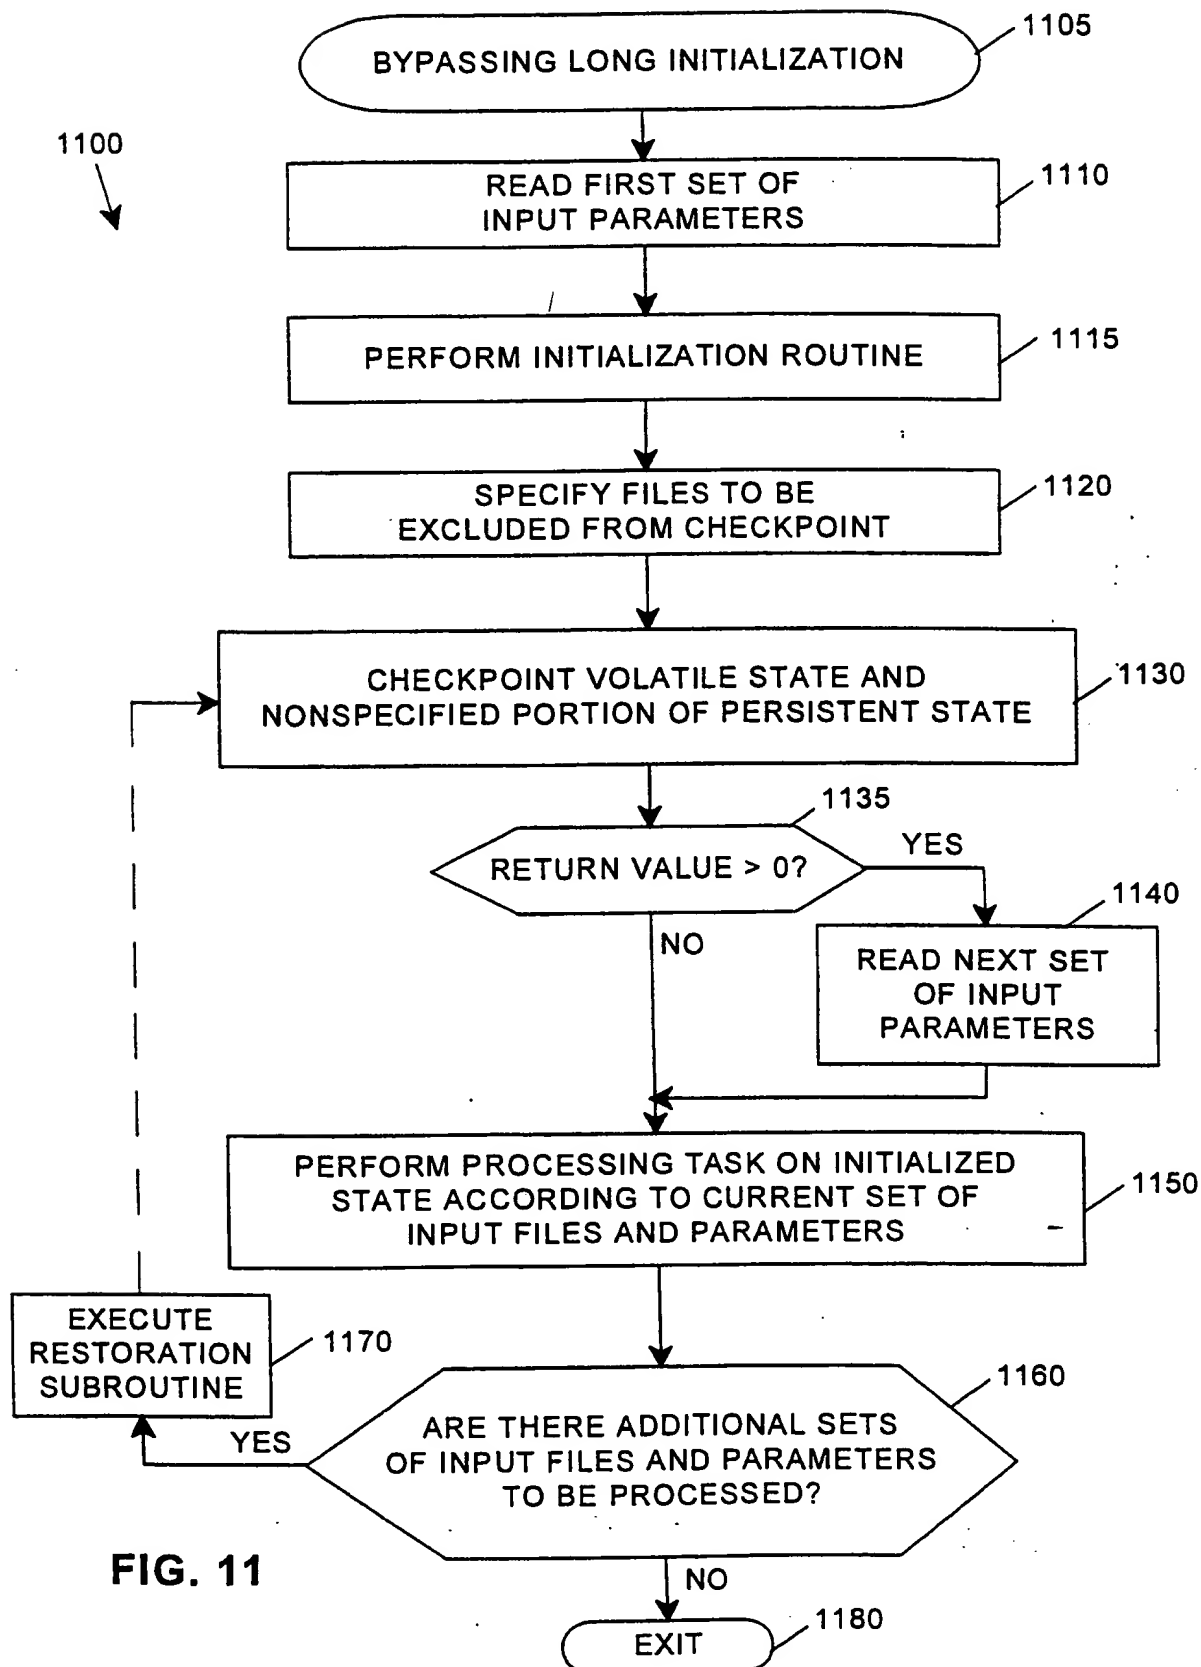 1105
BYPASSING LONG INITIALIZATION
1100
1110
READ FIRST SET OF
INPUT PARAMETERS
1115
PERFORM INITIALIZATION ROUTINE
1120
SPECIFY FILES TO BE
EXCLUDED FROM CHECKPOINT
1130
CHECKPOINT VOLATILE STATE AND
NONSPECIFIED PORTION OF PERSISTENT STATE
1135
RETURN VALUE > 0?
YES
NO
1140
READ NEXT SET
OF INPUT
PARAMETERS
PERFORM PROCESSING TASK ON INITIALIZED
STATE ACCORDING TO CURRENT SET OF
INPUT FILES AND PARAMETERS
1150
EXECUTE
RESTORATION
SUBROUTINE
1170
1160
YES
ARE THERE ADDITIONAL SETS
OF INPUT FILES AND PARAMETERS
TO BE PROCESSED?
FIG. 11
NO
1180
EXIT